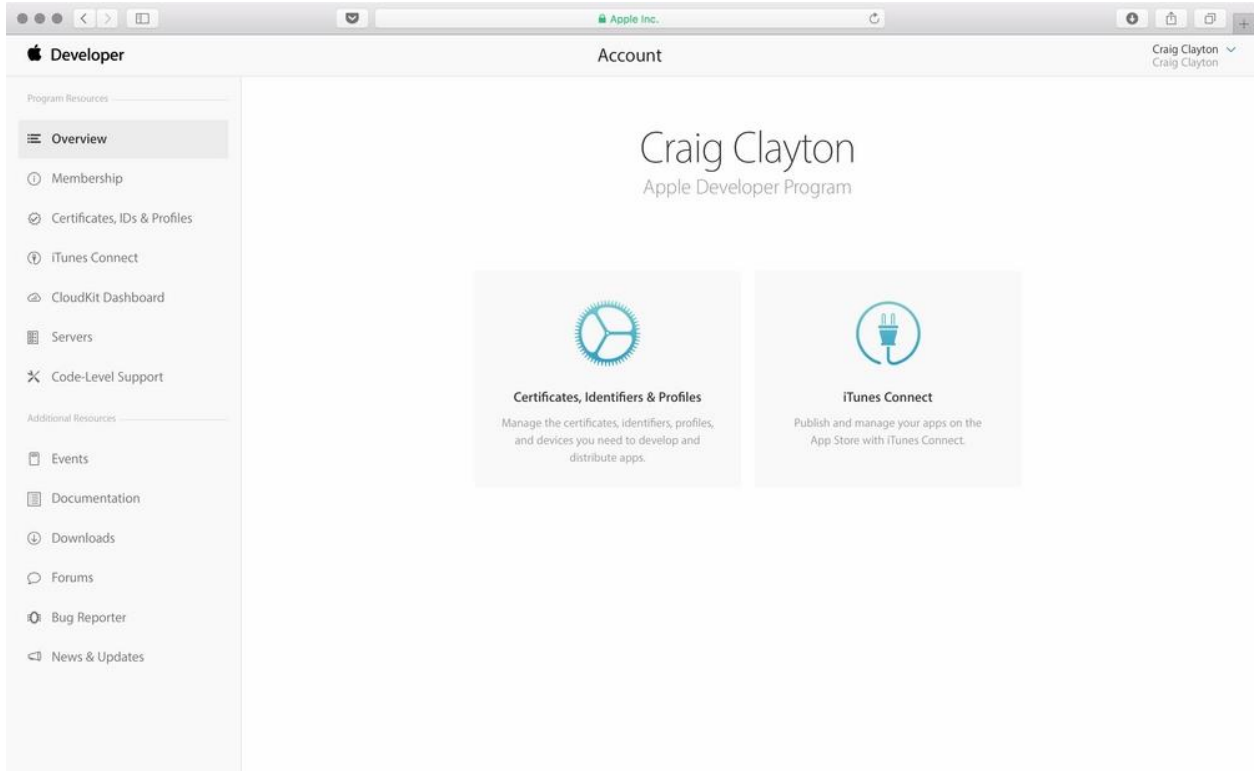 Apple Inc.
Developer
Account
Craig Clayton
Craig Clayton
Program Resources
Overview
Membership
Certificates, IDs & Profiles
iTunes Connect
CloudKit Dashboard
Servers
Code-Level Support
Additional Resources
Events
Documentation
Downloads
Forums
Bug Reporter
News & Updates
Craig Clayton
Apple Developer Program
Certificates, Identifiers & Profiles
Manage the certificates, identifiers, profiles,
and devices you need to develop and
distribute apps.
iTunes Connect
Publish and manage your apps on the
App Store with iTunes Connect.